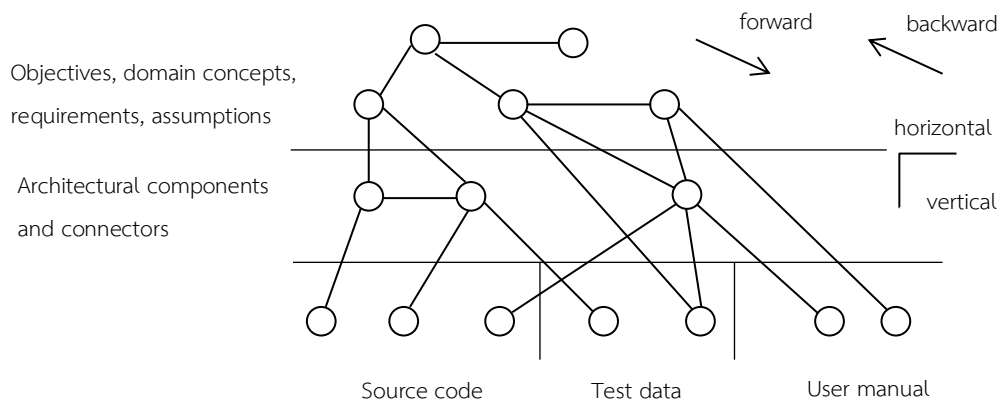 forward
backward
Objectives, domain concepts,
requirements, assumptions
horizontal
Architectural components
and connectors
vertical
Source code
Test data
User manual